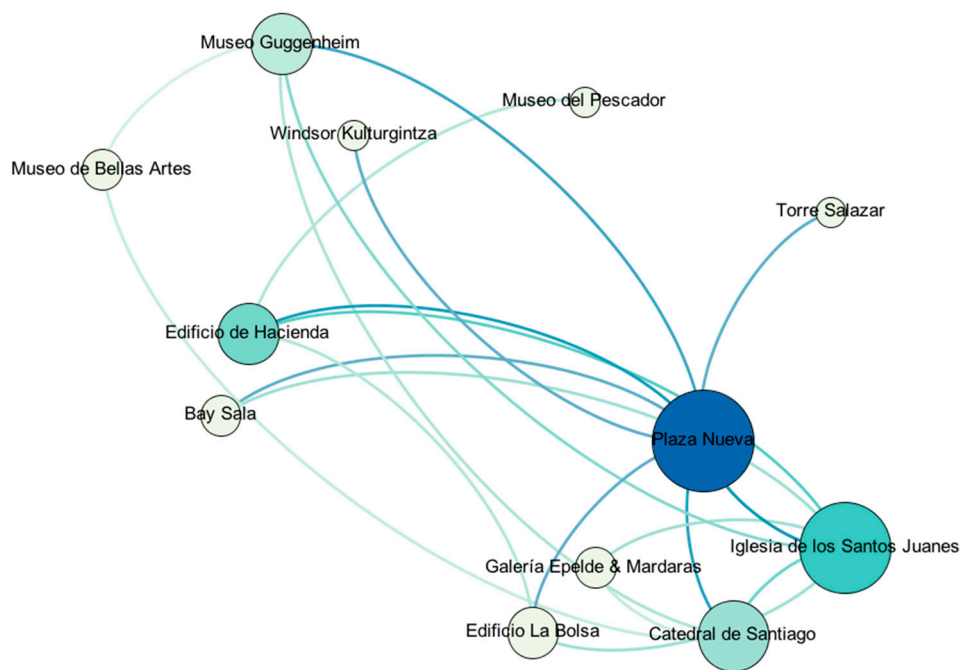 Museo Guggenheim
Museo del Pescador
Windsor Kulturgintza
Museo de Bellas Artes
Torre Salazar
Edificio de Hacienda
Bay Sala
Plaza Nueva
Iglesia de los Santos Juanes
Galería Epelde & Mardaras
Edificio La Bolsa
Catedral de Santiago